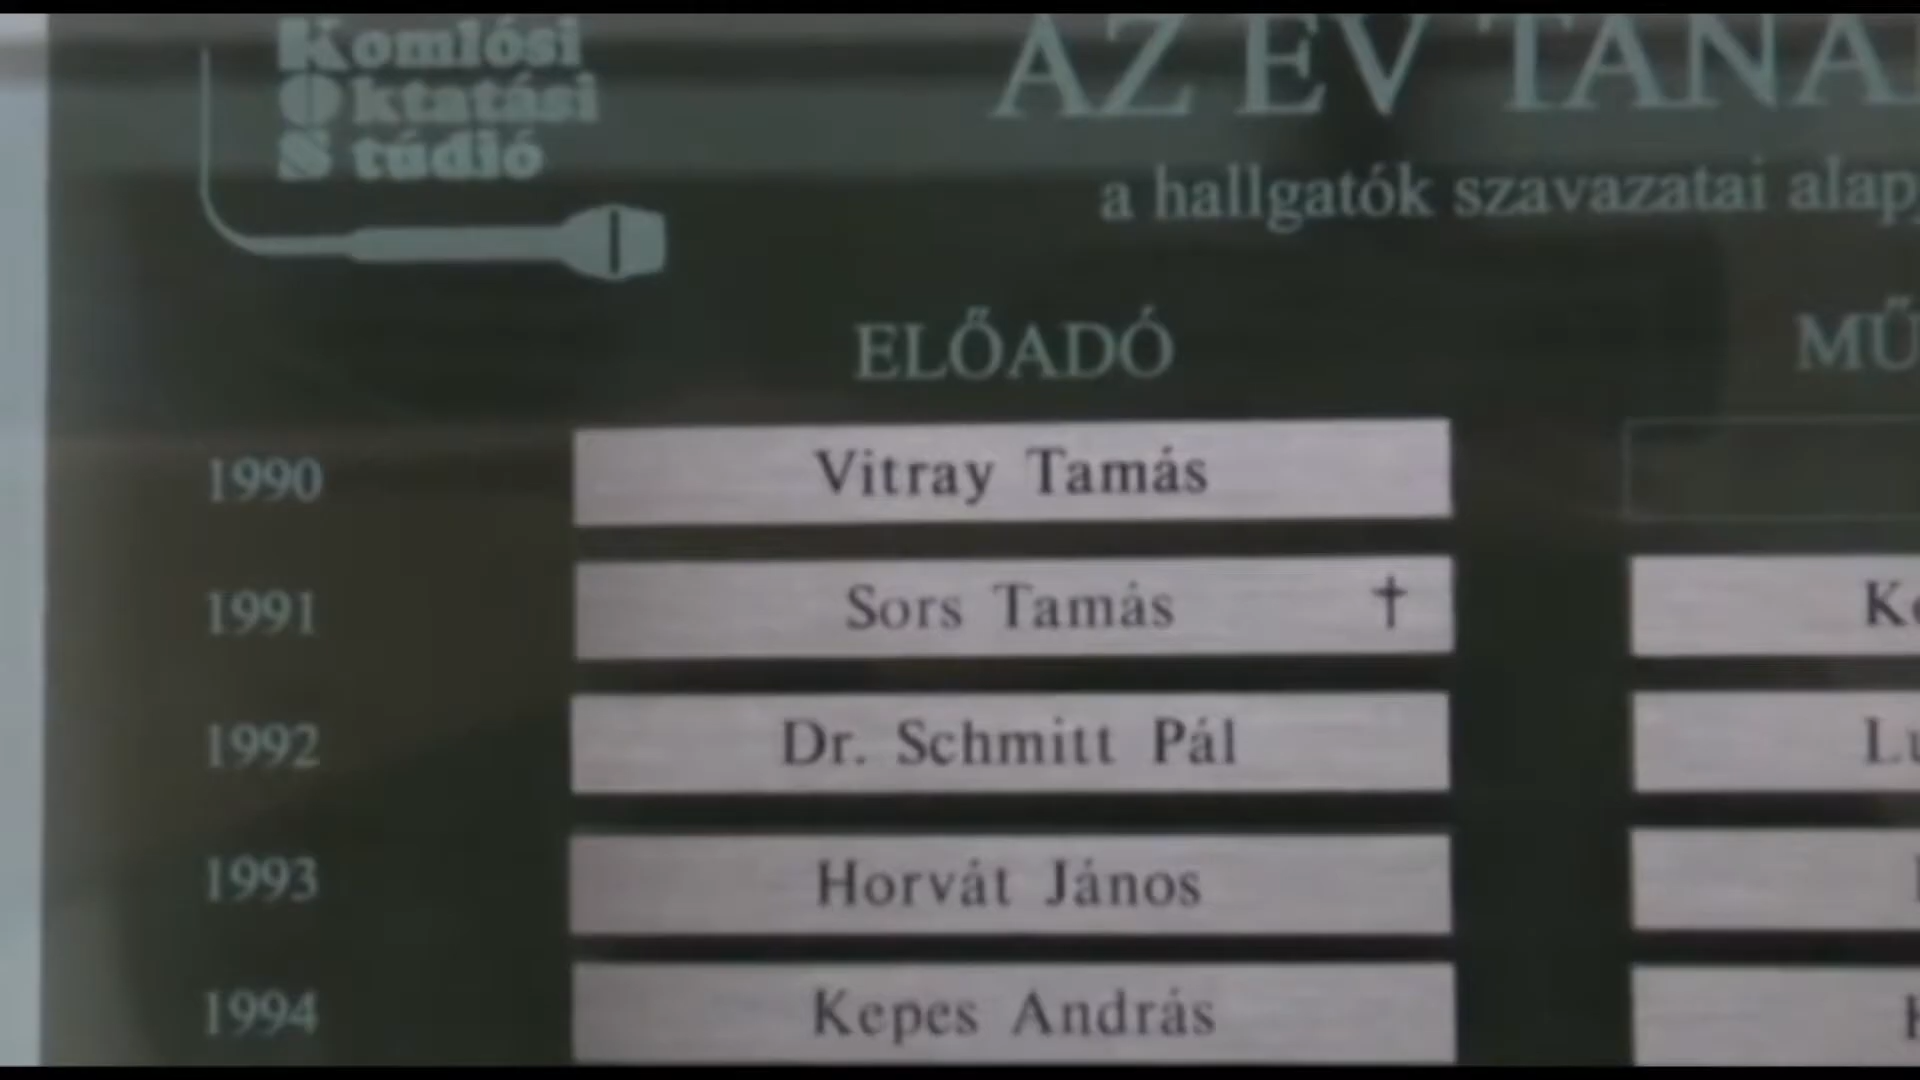 Komlósi
Oktatási
Stúdió
AZ ÉV
a hallgatók szavazatai
ELŐADÓ
1990 Vitray Tamás
1991 Sors Tamás †
1992 Dr. Schmitt Pál
1993 Horvát János
1994 Kepes András